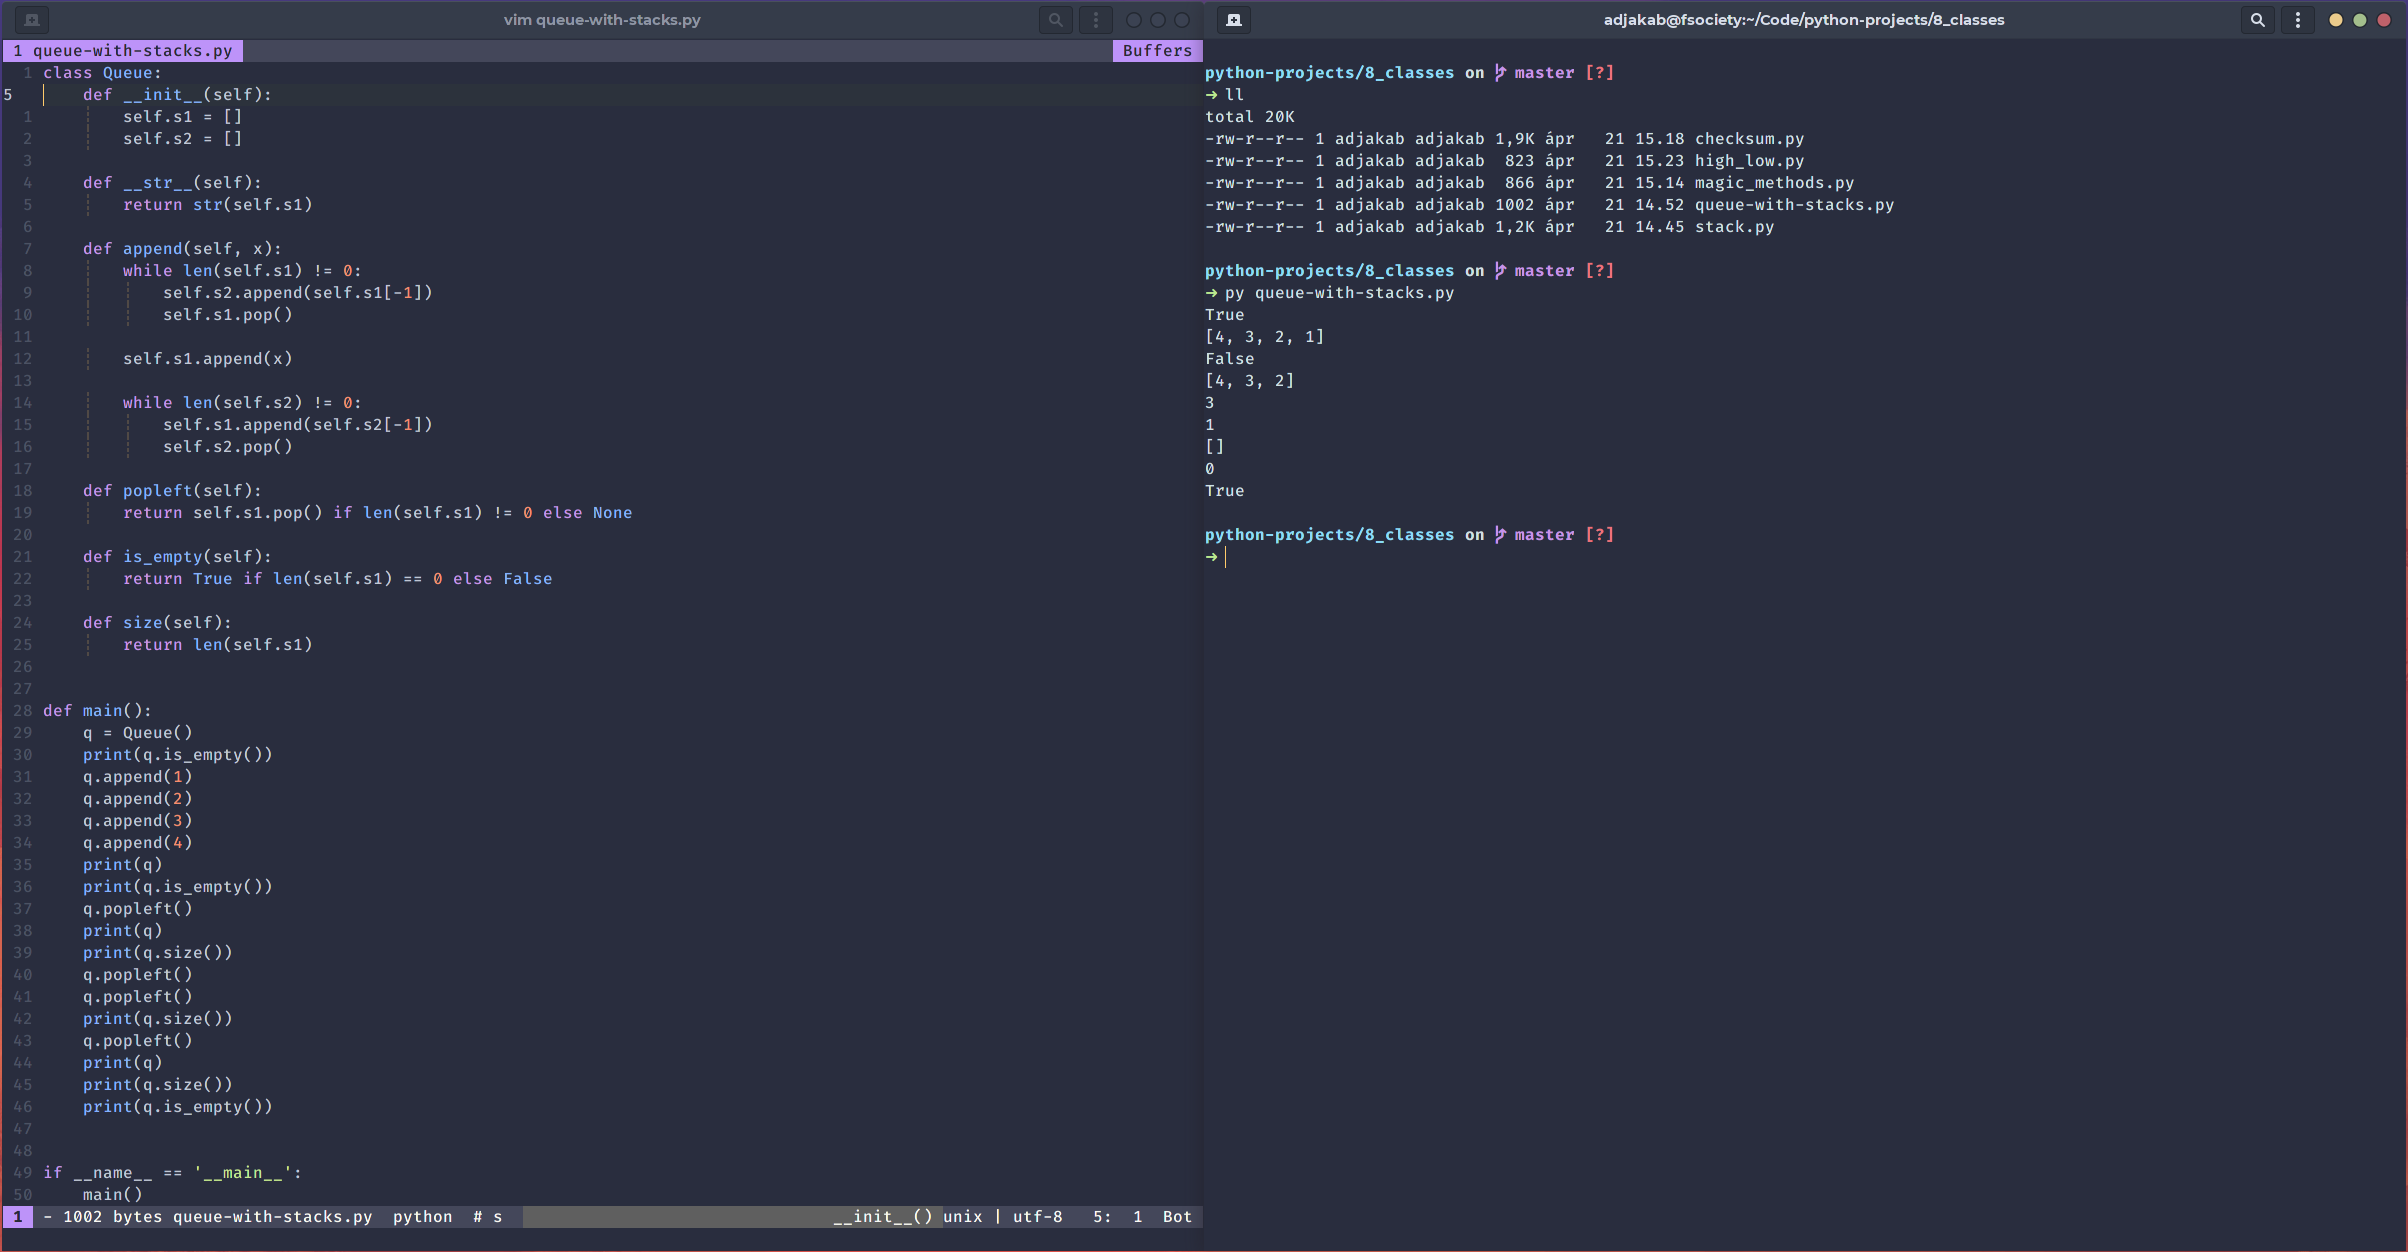 vim queue-with-stacks.py
1 queue-with-stacks.py
Buffers
1 class Queue:
5 def __init__(self):
1 self.s1 = []
2 self.s2 = []
3
4 def __str__(self):
5 return str(self.s1)
6
7 def append(self, x):
8 while len(self.s1) != 0:
9 self.s2.append(self.s1[-1])
10 self.s1.pop()
11
12 self.s1.append(x)
13
14 while len(self.s2) != 0:
15 self.s1.append(self.s2[-1])
16 self.s2.pop()
17
18 def popleft(self):
19 return self.s1.pop() if len(self.s1) != 0 else None
20
21 def is_empty(self):
22 return True if len(self.s1) == 0 else False
23
24 def size(self):
25 return len(self.s1)
26
27
28 def main():
29 q = Queue()
30 print(q.is_empty())
31 q.append(1)
32 q.append(2)
33 q.append(3)
34 q.append(4)
35 print(q)
36 print(q.is_empty())
37 q.popleft()
38 print(q)
39 print(q.size())
40 q.popleft()
41 q.popleft()
42 print(q.size())
43 q.popleft()
44 print(q)
45 print(q.size())
46 print(q.is_empty())
47
48
49 if __name__ == '__main__':
50 main()
1 - 1002 bytes queue-with-stacks.py python # s __init__() unix | utf-8 5: 1 Bot
adjakab@fsociety:~/Code/python-projects/8_classes
python-projects/8_classes on master [?]
→ ll
total 20K
-rw-r--r-- 1 adjakab adjakab 1,9K ápr 21 15.18 checksum.py
-rw-r--r-- 1 adjakab adjakab 823 ápr 21 15.23 high_low.py
-rw-r--r-- 1 adjakab adjakab 866 ápr 21 15.14 magic_methods.py
-rw-r--r-- 1 adjakab adjakab 1002 ápr 21 14.52 queue-with-stacks.py
-rw-r--r-- 1 adjakab adjakab 1,2K ápr 21 14.45 stack.py
python-projects/8_classes on master [?]
→ py queue-with-stacks.py
True
[4, 3, 2, 1]
False
[4, 3, 2]
3
1
[]
0
True
python-projects/8_classes on master [?]
→